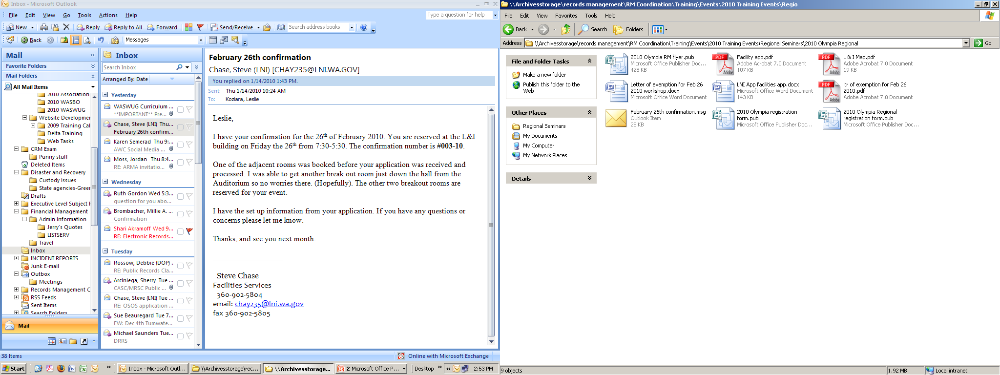 Inbox - Microsoft Outlook
File Edit View Go Tools Actions Help
Type a question for help
New Reply Reply to All Forward Send/Receive Search address books
Back Messages
Mail
Favorite Folders
Mail Folders
All Mail Items
2010 Association
2010 WASBO
2010 WASWUG
Website Developmer
2009 Training Cal
Delta Training
Web Tasks
CRM Exam
Punny stuff
Deleted Items
Disaster and Recovery
Custody issues
State agencies-Greer
Drafts
Executive Level Subject F
Financial Management
Admin information
Jerry's Quotes
LISTSERV
Travel
Inbox
INCIDENT REPORTS
Junk E-mail
Outbox
Meetings
Records Management C
RSS Feeds
Sent Items
Search Folders
Mail
38 Items
Inbox
Search Inbox
Arranged By: Date
Yesterday
WASWUG Curriculum ...
**IMPORTANT** Pre...
Chase, Steve (LNI) Thu...
February 26th confirm...
Karen Semerad Thu 9:...
AWC Social Media ...
Moss, Jordan Thu 8:4...
RE: ARMA invitatio...
Wednesday
Ruth Gordon Wed 5:3...
question for you abo...
Brombacher, Millie A. ...
Confirmation
Shari Akramoff Wed 9...
RE: Electronic Records...
Tuesday
Rossow, Debbie (DOP) .
RE: Public Records Cla...
Arciniega, Sherry Tue ...
CASC/MRSC Public ...
Chase, Steve (LNI) Tue ...
RE: OSOS application ...
Sue Beauregard Tue 7...
FW: Dec 4th Tumwate...
Michael Saunders Tue...
DRRS
February 26th confirmation
Chase, Steve (LNI) [CHAY235@LNI.WA.GOV]
You replied on 1/14/2010 1:43 PM.
Sent: Thu 1/14/2010 10:24 AM
To: Koziara, Leslie
Leslie,
I have your confirmation for the 26th of February 2010. You are reserved at the L&I
building on Friday the 26th from 7:30-5:30. The confirmation number is #003-10.
One of the adjacent rooms was booked before your application was received and
processed. I was able to get another break out room just down the hall from the
Auditorium so no worries there. (Hopefully). The other two breakout rooms are
reserved for your event.
I have the set up information from your application. If you have any questions or
concerns please let me know.
Thanks, and see you next month.
Steve Chase
Facilities Services
360-902-5804
email: chay235@lni.wa.gov
fax 360-902-5805
Online with Microsoft Exchange
Start Inbox - Microsoft Outl... \\Archivesstorage\rec... \\Archivesstorage... 2 Microsoft Office P... Desktop 2:53 PM
\\Archivesstorage\records management\RM Coordination\Training\Events\2010 Training Events\Regio
File Edit View Favorites Tools Help
Back Search Folders
Address \\Archivesstorage\records management\RM Coordination\Training\Events\2010 Training Events\Regional Seminars\2010 Olympia Regional Go
File and Folder Tasks
Make a new folder
Publish this folder to the
Web
Other Places
Regional Seminars
My Documents
My Computer
My Network Places
Details
2010 Olympia RM flyer.pub
Microsoft Office Publisher Doc...
428 KB
Facility app.pdf
Adobe Acrobat 7.0 Document
107 KB
L & I Map.pdf
Adobe Acrobat 7.0 Document
19 KB
Letter of exemption for Feb 26
2010 workshop.docx
Microsoft Office Word Document
LNI App facilities app.docx
Microsoft Office Word Document
143 KB
ltr of exemption for Feb 26
2010.pdf
Adobe Acrobat 7.0 Document
February 26th confirmation.msg
Outlook Item
25 KB
2010 Olympia registration
form.pub
Microsoft Office Publisher Doc...
2010 Olympia Regional
registration form.pub
Microsoft Office Publisher Doc...
PDF Adobe
PDF Adobe
PDF Adobe
9 objects 1.92 MB Local intranet